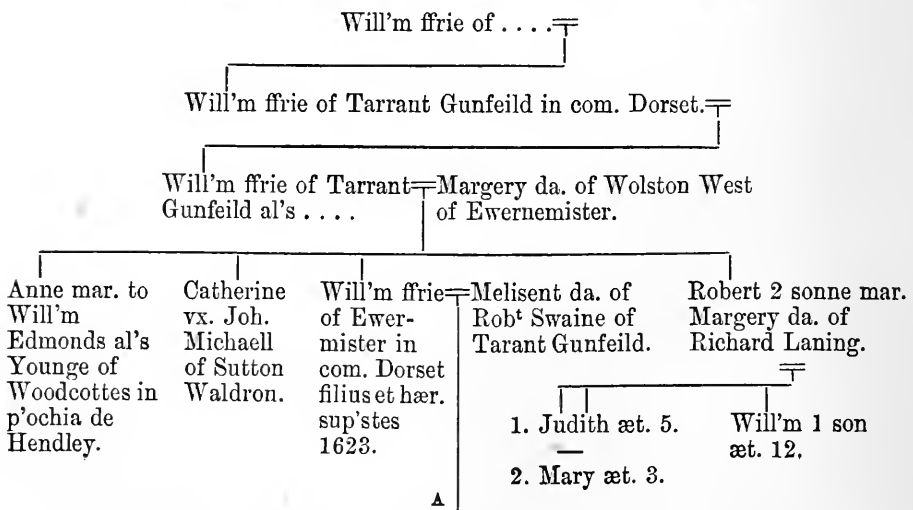 Will'm ffrie of . . . .
Will'm ffrie of Tarrant Gunfeild in com. Dorset.
Will'm ffrie of Tarrant
Gunfeild al's . . . .
Margery da. of Wolston West
of Ewernemister.
Anne mar. to
Will'm
Edmonds al's
Younge of
Woodcottes in
p'ochia de
Hendley.
Catherine
vx. Joh.
Michaell
of Sutton
Waldron.
Will'm ffrie
of Ewer-
mister in
com. Dorset
filius et hær.
sup'stes
1623.
Melisent da. of
Robᵗ Swaine of
Tarant Gunfeild.
Robert 2 sonne mar.
Margery da. of
Richard Laning.
1. Judith æt. 5.
2. Mary æt. 3.
Will'm 1 son
æt. 12.
A